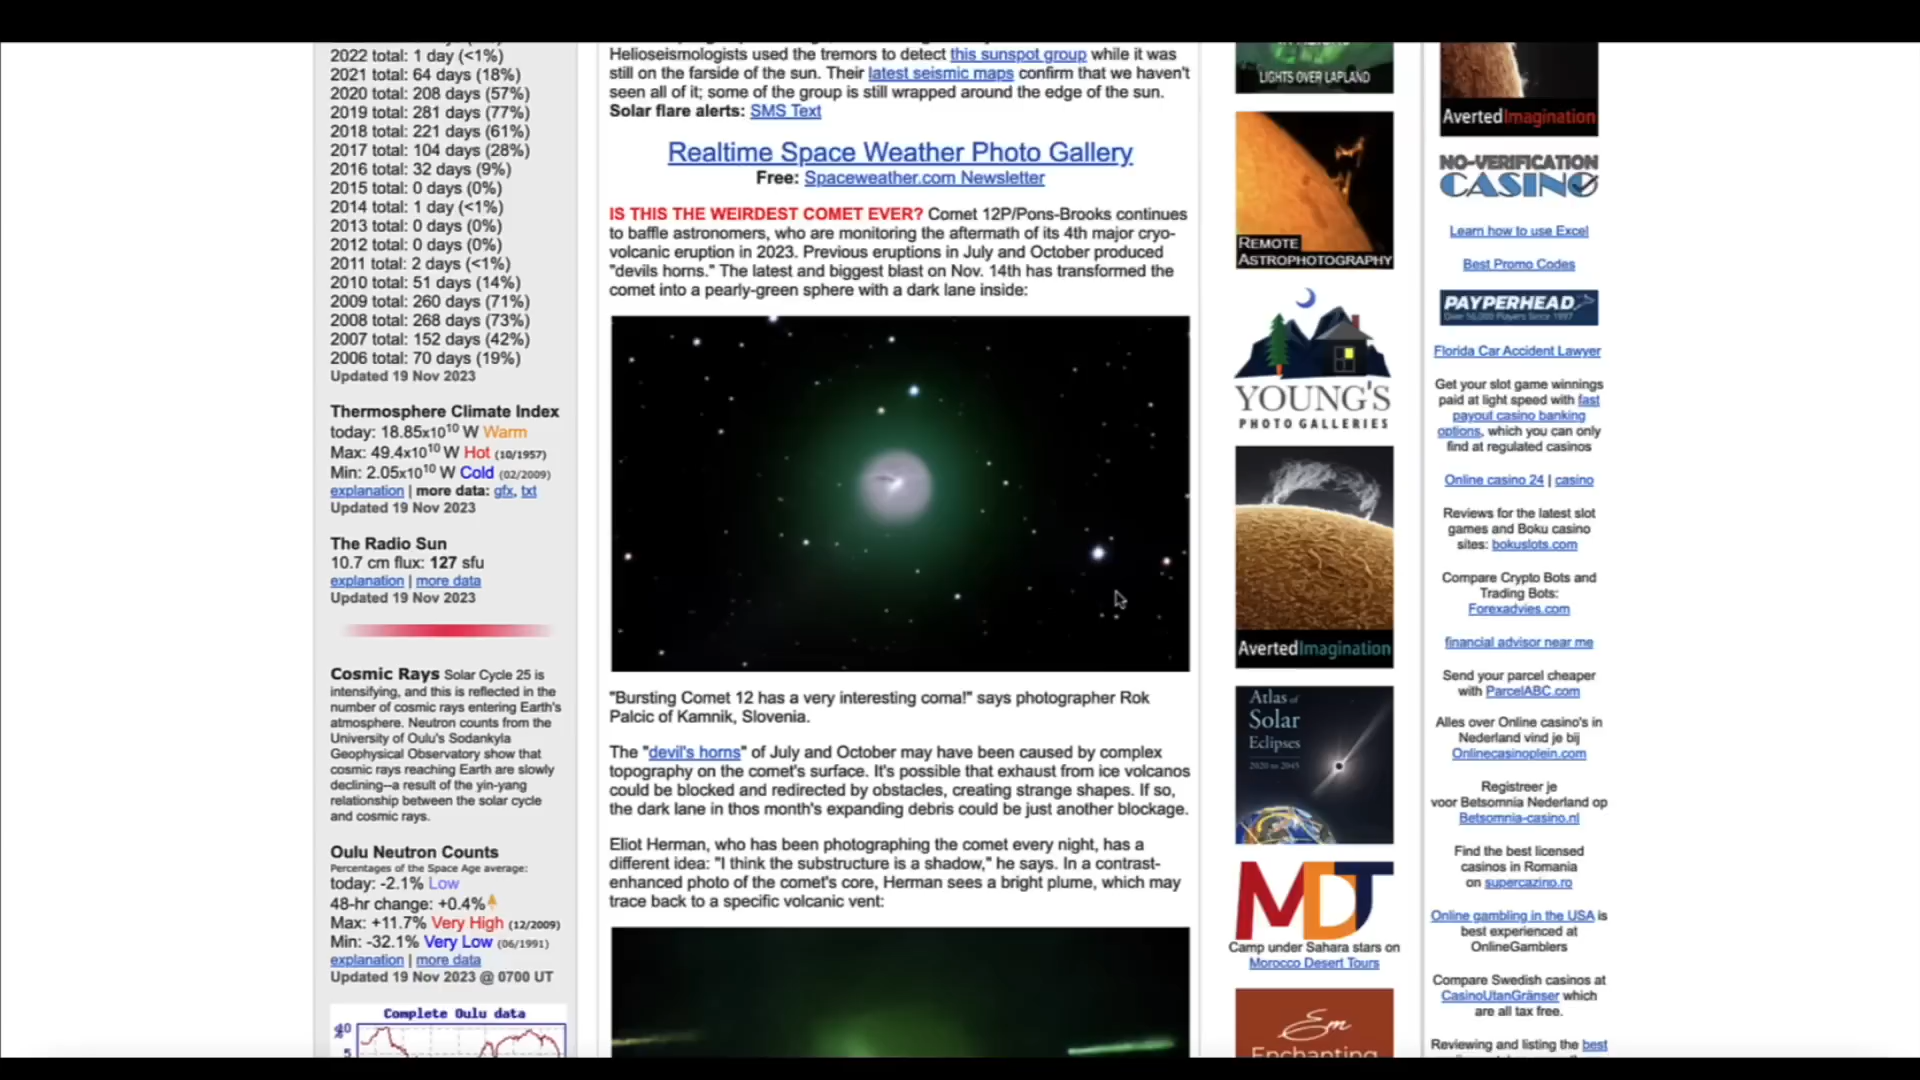 2022 total: 1 day (<1%)
2021 total: 64 days (18%)
2020 total: 208 days (57%)
2019 total: 281 days (77%)
2018 total: 221 days (61%)
2017 total: 104 days (28%)
2016 total: 32 days (9%)
2015 total: 0 days (0%)
2014 total: 1 day (<1%)
2013 total: 0 days (0%)
2012 total: 0 days (0%)
2011 total: 2 days (<1%)
2010 total: 51 days (14%)
2009 total: 260 days (71%)
2008 total: 268 days (73%)
2007 total: 152 days (42%)
2006 total: 70 days (19%)
Updated 19 Nov 2023
Thermosphere Climate Index
today: 18.85x10¹⁰ W Warm
Max: 49.4x10¹⁰ W Hot (10/1957)
Min: 2.05x10¹⁰ W Cold (02/2009)
explanation | more data: gfx, txt
Updated 19 Nov 2023
The Radio Sun
10.7 cm flux: 127 sfu
explanation | more data
Updated 19 Nov 2023
Cosmic Rays Solar Cycle 25 is
intensifying, and this is reflected in the
number of cosmic rays entering Earth's
atmosphere. Neutron counts from the
University of Oulu's Sodankyla
Geophysical Observatory show that
cosmic rays reaching Earth are slowly
declining--a result of the yin-yang
relationship between the solar cycle
and cosmic rays.
Oulu Neutron Counts
Percentages of the Space Age average:
today: -2.1% Low
48-hr change: +0.4%
Max: +11.7% Very High (12/2009)
Min: -32.1% Very Low (06/1991)
explanation | more data
Updated 19 Nov 2023 @ 0700 UT
Complete Oulu data
10
5
Helioseismologists used the tremors to detect this sunspot group while it was
still on the farside of the sun. Their latest seismic maps confirm that we haven't
seen all of it; some of the group is still wrapped around the edge of the sun.
Solar flare alerts: SMS Text
Realtime Space Weather Photo Gallery
Free: Spaceweather.com Newsletter
IS THIS THE WEIRDEST COMET EVER? Comet 12P/Pons-Brooks continues
to baffle astronomers, who are monitoring the aftermath of its 4th major cryo-
volcanic eruption in 2023. Previous eruptions in July and October produced
"devils horns." The latest and biggest blast on Nov. 14th has transformed the
comet into a pearly-green sphere with a dark lane inside:
"Bursting Comet 12 has a very interesting coma!" says photographer Rok
Palcic of Kamnik, Slovenia.
The "devil's horns" of July and October may have been caused by complex
topography on the comet's surface. It's possible that exhaust from ice volcanos
could be blocked and redirected by obstacles, creating strange shapes. If so,
the dark lane in thos month's expanding debris could be just another blockage.
Eliot Herman, who has been photographing the comet every night, has a
different idea: "I think the substructure is a shadow," he says. In a contrast-
enhanced photo of the comet's core, Herman sees a bright plume, which may
trace back to a specific volcanic vent:
LIGHTS OVER LAPLAND
REMOTE
ASTROPHOTOGRAPHY
YOUNG'S
PHOTO GALLERIES
AvertedImagination
Atlas of
Solar
Eclipses
2020 to 2045
MDT
Camp under Sahara stars on
Morocco Desert Tours
Em
Enchanting
AvertedImagination
NO-VERIFICATION
CASINO
Learn how to use Excel
Best Promo Codes
PAYPERHEAD
Over 56,000 Players Since 1997
Florida Car Accident Lawyer
Get your slot game winnings
paid at light speed with fast
payout casino banking
options, which you can only
find at regulated casinos
Online casino 24 | casino
Reviews for the latest slot
games and Boku casino
sites: bokuslots.com
Compare Crypto Bots and
Trading Bots:
Forexadvies.com
financial advisor near me
Send your parcel cheaper
with ParcelABC.com
Alles over Online casino's in
Nederland vind je bij
Onlinecasinoplein.com
Registreer je
voor Betsomnia Nederland op
Betsomnia-casino.nl
Find the best licensed
casinos in Romania
on supercazino.ro
Online gambling in the USA is
best experienced at
OnlineGamblers
Compare Swedish casinos at
CasinoUtanGränser which
are all tax free.
Reviewing and listing the best